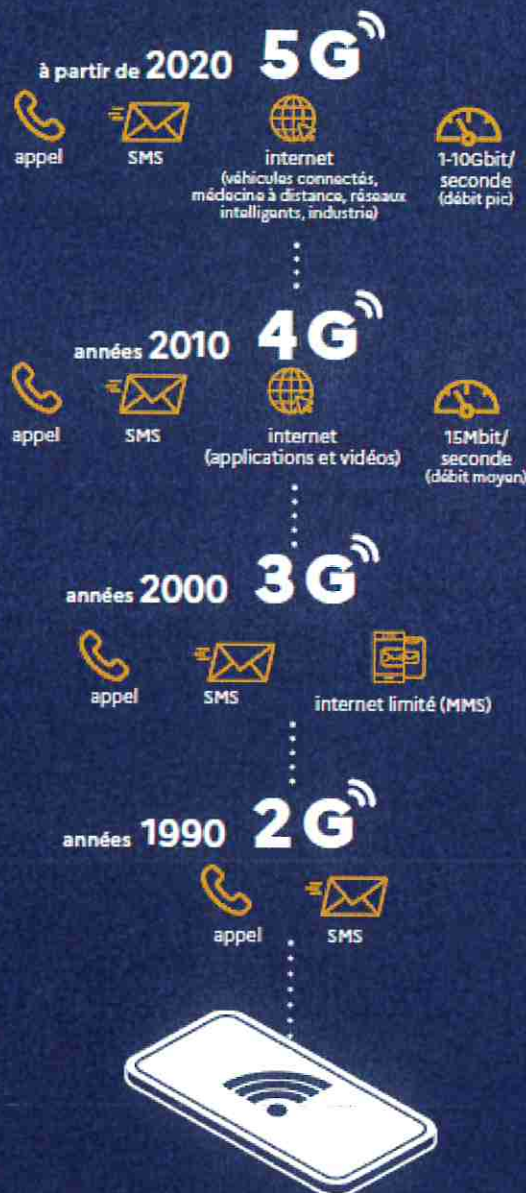 à partir de 2020 5G
appel
SMS
internet
(véhicules connectés,
médecine à distance, réseaux
intelligents, industrie)
1-10Gbit/
seconde
(débit pic)
années 2010 4G
appel
SMS
internet
(applications et vidéos)
15Mbit/
seconde
(débit moyen)
années 2000 3G
appel
SMS
internet limité (MMS)
années 1990 2G
appel
SMS